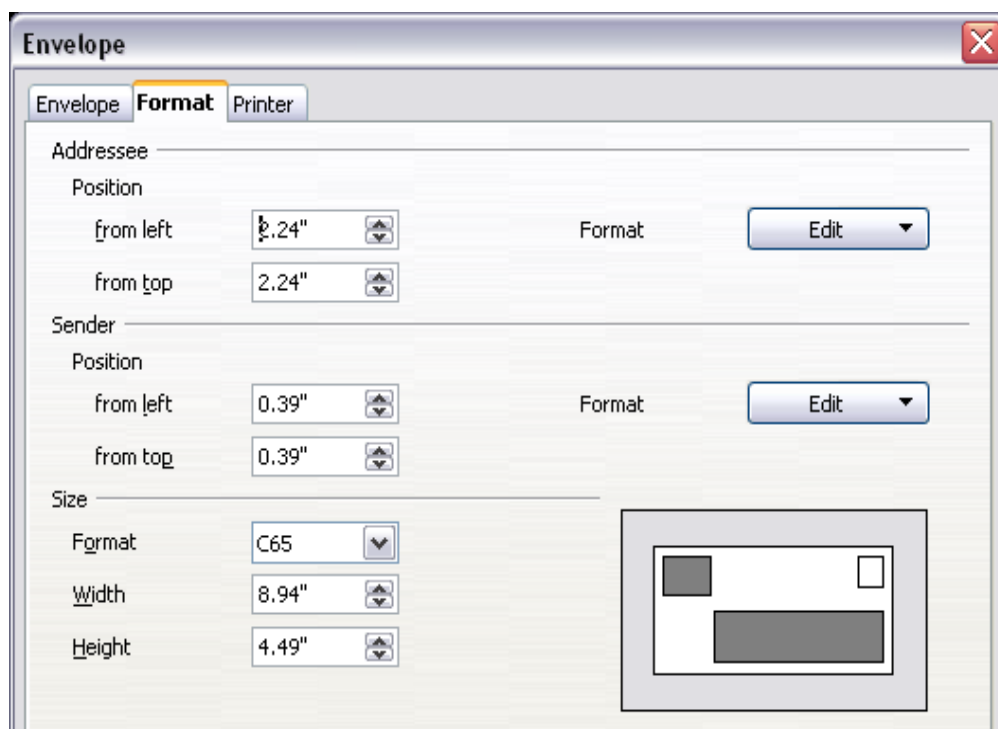 Envelope
Envelope Format Printer
Addressee
Position
from left 2.24" Format Edit
from top 2.24"
Sender
Position
from left 0.39" Format Edit
from top 0.39"
Size
Format C65
Width 8.94"
Height 4.49"